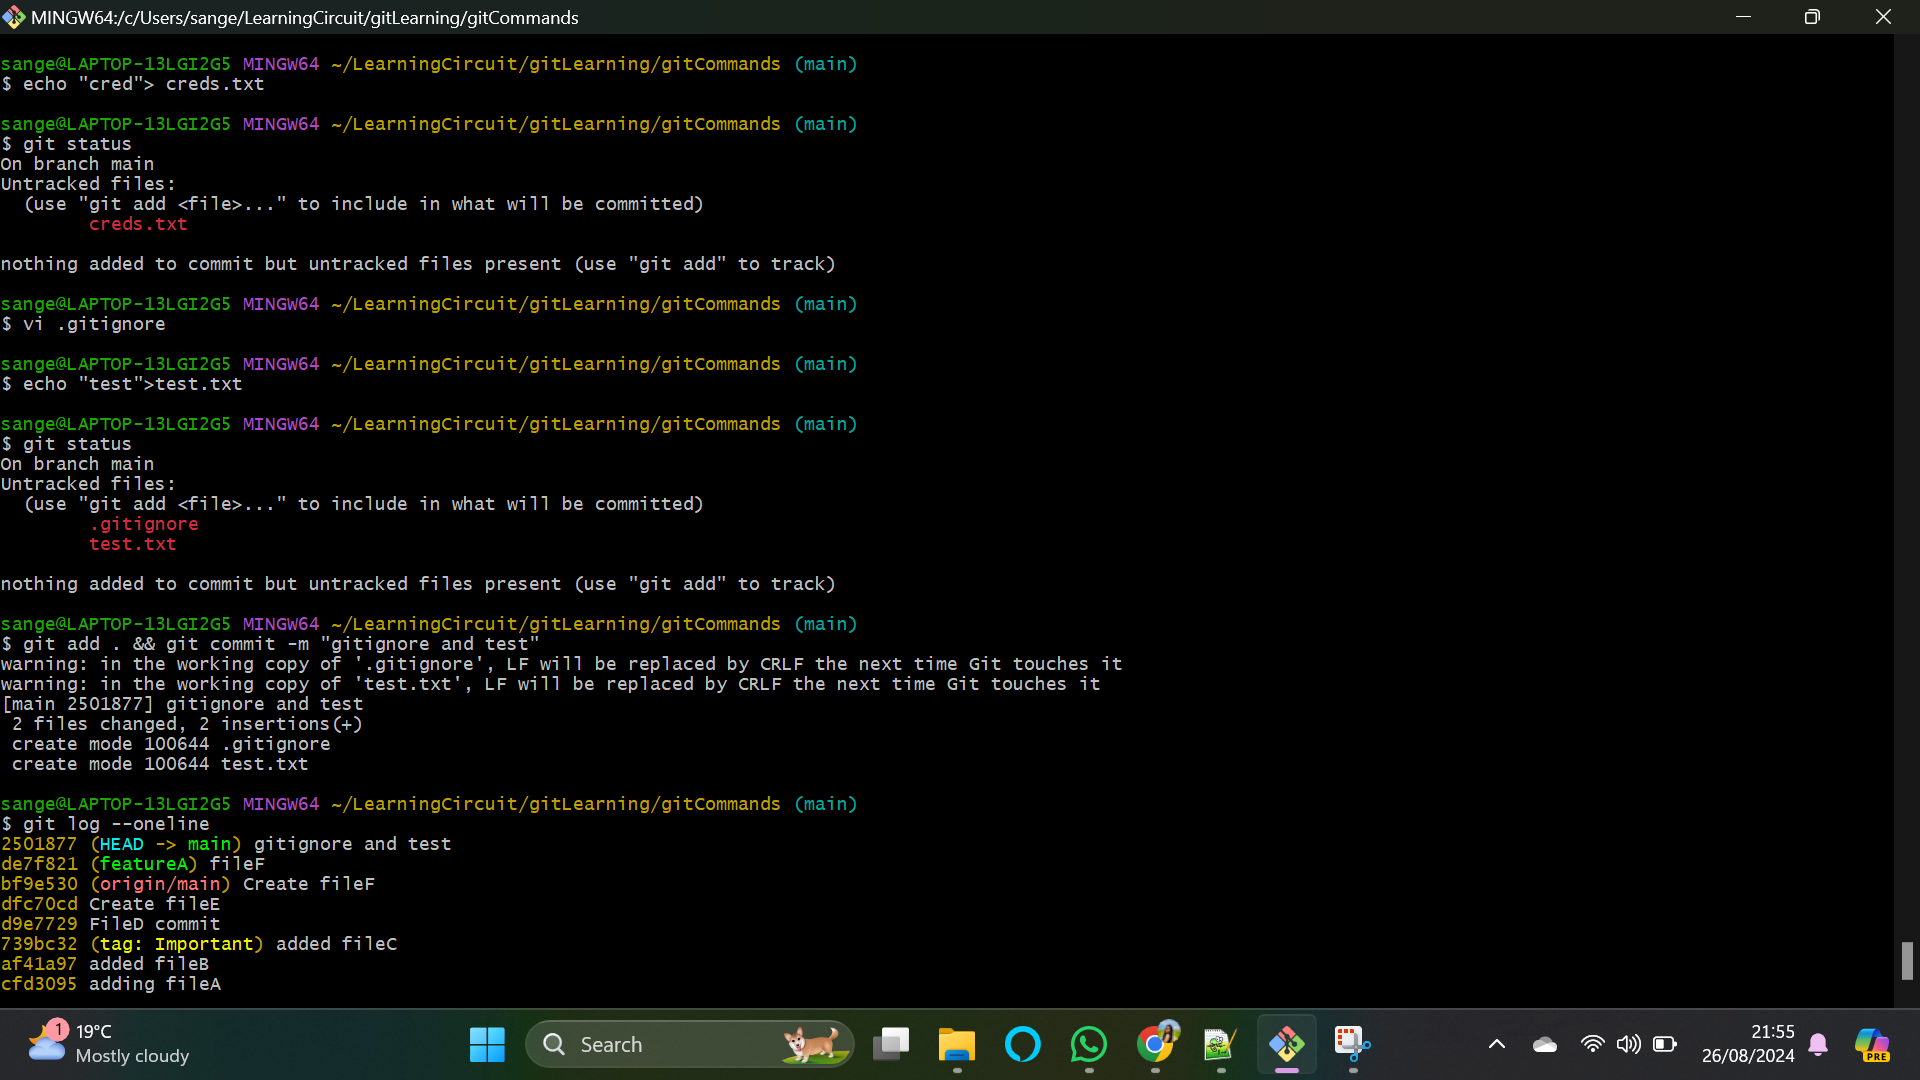 MINGW64:/c/Users/sange/LearningCircuit/gitLearning/gitCommands
sange@LAPTOP-13LGI2G5 MINGW64 ~/LearningCircuit/gitLearning/gitCommands (main)
$ echo "cred"> creds.txt
sange@LAPTOP-13LGI2G5 MINGW64 ~/LearningCircuit/gitLearning/gitCommands (main)
$ git status
On branch main
Untracked files:
  (use "git add <file>..." to include in what will be committed)
        creds.txt
nothing added to commit but untracked files present (use "git add" to track)
sange@LAPTOP-13LGI2G5 MINGW64 ~/LearningCircuit/gitLearning/gitCommands (main)
$ vi .gitignore
sange@LAPTOP-13LGI2G5 MINGW64 ~/LearningCircuit/gitLearning/gitCommands (main)
$ echo "test">test.txt
sange@LAPTOP-13LGI2G5 MINGW64 ~/LearningCircuit/gitLearning/gitCommands (main)
$ git status
On branch main
Untracked files:
  (use "git add <file>..." to include in what will be committed)
        .gitignore
        test.txt
nothing added to commit but untracked files present (use "git add" to track)
sange@LAPTOP-13LGI2G5 MINGW64 ~/LearningCircuit/gitLearning/gitCommands (main)
$ git add . && git commit -m "gitignore and test"
warning: in the working copy of '.gitignore', LF will be replaced by CRLF the next time Git touches it
warning: in the working copy of 'test.txt', LF will be replaced by CRLF the next time Git touches it
[main 2501877] gitignore and test
 2 files changed, 2 insertions(+)
 create mode 100644 .gitignore
 create mode 100644 test.txt
sange@LAPTOP-13LGI2G5 MINGW64 ~/LearningCircuit/gitLearning/gitCommands (main)
$ git log --oneline
2501877 (HEAD -> main) gitignore and test
de7f821 (featureA) fileF
bf9e530 (origin/main) Create fileF
dfc70cd Create fileE
d9e7729 FileD commit
739bc32 (tag: Important) added fileC
af41a97 added fileB
cfd3095 adding fileA
1
19°C
Mostly cloudy
Search
21:55
26/08/2024
PRE